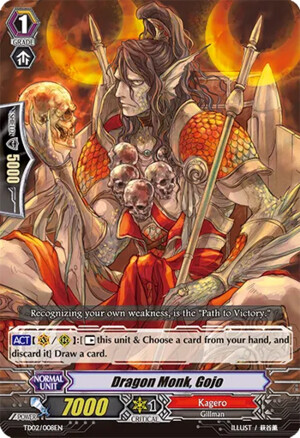 1
GRADE
SHIELD
5000
Recognizing your own weakness, is the "Path to Victory."
ACT [ ]:[ this unit & Choose a card from your hand, and
discard it] Draw a card.
NORMAL
UNIT
Dragon Monk, Gojo
POWER
7000
1
CRITICAL
Kagero
Gillman
TD02/008EN
ILLUST / 萩谷薫